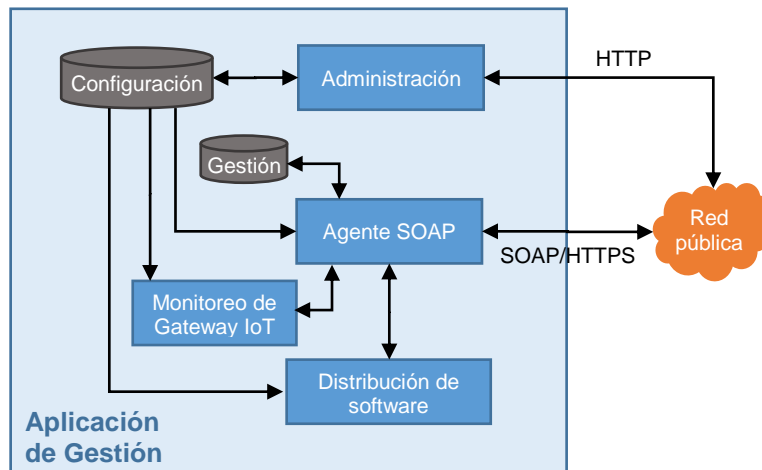 HTTP
Configuración
Administración
Gestión
Agente SOAP
Red
pública
SOAP/HTTPS
Monitoreo de
Gateway IoT
Distribución de
software
Aplicación
de Gestión